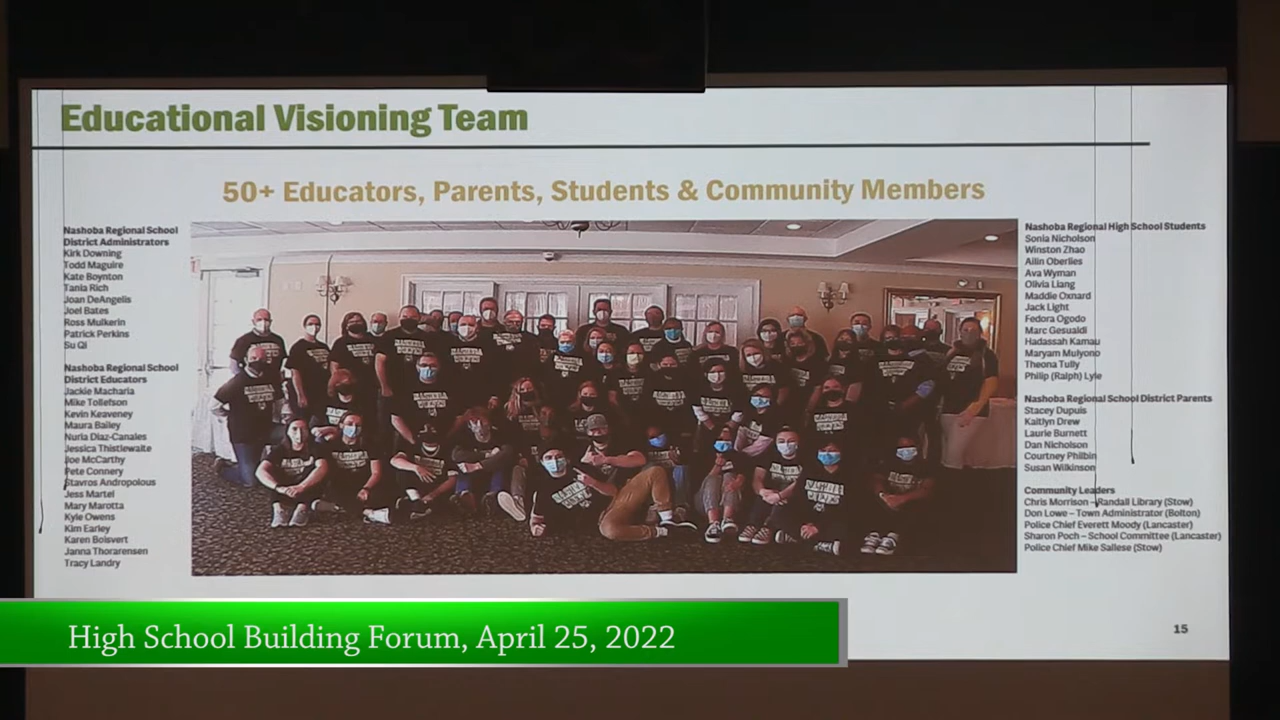 Educational Visioning Team
50+ Educators, Parents, Students & Community Members
Nashoba Regional School
District Administrators
Kirk Downing
Todd Maguire
Kate Boynton
Tania Rich
Joan DeAngelis
Joel Bates
Ross Mulkerin
Patrick Perkins
Su Qi
Nashoba Regional School
District Educators
Jackie Macharia
Mike Tollefson
Kevin Keaveney
Maura Bailey
Nuria Diaz-Canales
Jessica Thistlewaite
Joe McCarthy
Pete Connery
Stavros Andropolous
Jess Martel
Mary Marotta
Kyle Owens
Kim Earley
Karen Boisvert
Janna Thorarensen
Tracy Landry
Nashoba Regional High School Students
Sonia Nicholson
Winston Zhao
Ailin Oberlies
Ava Wyman
Olivia Liang
Maddie Oxnard
Jack Light
Fedora Ogodo
Marc Gesualdi
Hadassah Kamau
Maryam Mulyono
Theona Tully
Philip (Ralph) Lyle
Nashoba Regional School District Parents
Stacey Dupuis
Kaitlyn Drew
Laurie Burnett
Dan Nicholson
Courtney Philbin
Susan Wilkinson
Community Leaders
Chris Morrison – Randall Library (Stow)
Don Lowe – Town Administrator (Bolton)
Police Chief Everett Moody (Lancaster)
Sharon Poch – School Committee (Lancaster)
Police Chief Mike Sallese (Stow)
15
High School Building Forum, April 25, 2022